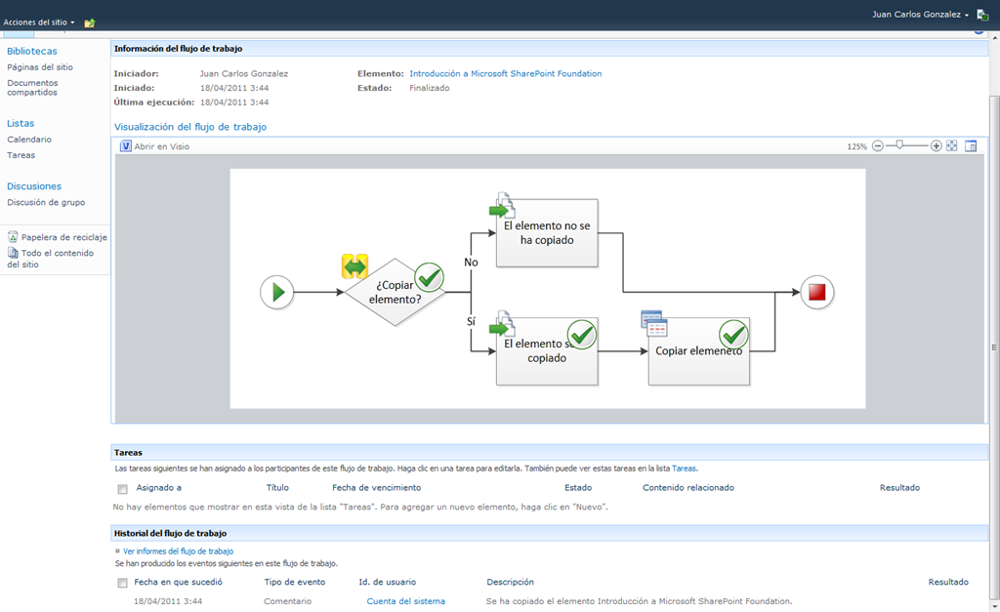 Juan Carlos Gonzalez
Acciones del sitio
Bibliotecas
Páginas del sitio
Documentos
compartidos
Listas
Calendario
Tareas
Discusiones
Discusión de grupo
Papelera de reciclaje
Todo el contenido
del sitio
Información del flujo de trabajo
Iniciador: Juan Carlos Gonzalez Elemento: Introducción a Microsoft SharePoint Foundation
Iniciado: 18/04/2011 3:44 Estado: Finalizado
Última ejecución: 18/04/2011 3:44
Visualización del flujo de trabajo
Abrir en Visio 125%
¿Copiar
elemento?
No
El elemento no se
ha copiado
Sí
El elemento se
copiado
Copiar elemeneto
Tareas
Las tareas siguientes se han asignado a los participantes de este flujo de trabajo. Haga clic en una tarea para editarla. También puede ver estas tareas en la lista Tareas.
Asignado a Título Fecha de vencimiento Estado Contenido relacionado Resultado
No hay elementos que mostrar en esta vista de la lista "Tareas". Para agregar un nuevo elemento, haga clic en "Nuevo".
Historial del flujo de trabajo
Ver informes del flujo de trabajo
Se han producido los eventos siguientes en este flujo de trabajo.
Fecha en que sucedió Tipo de evento Id. de usuario Descripción Resultado
18/04/2011 3:44 Comentario Cuenta del sistema Se ha copiado el elemento Introducción a Microsoft SharePoint Foundation.